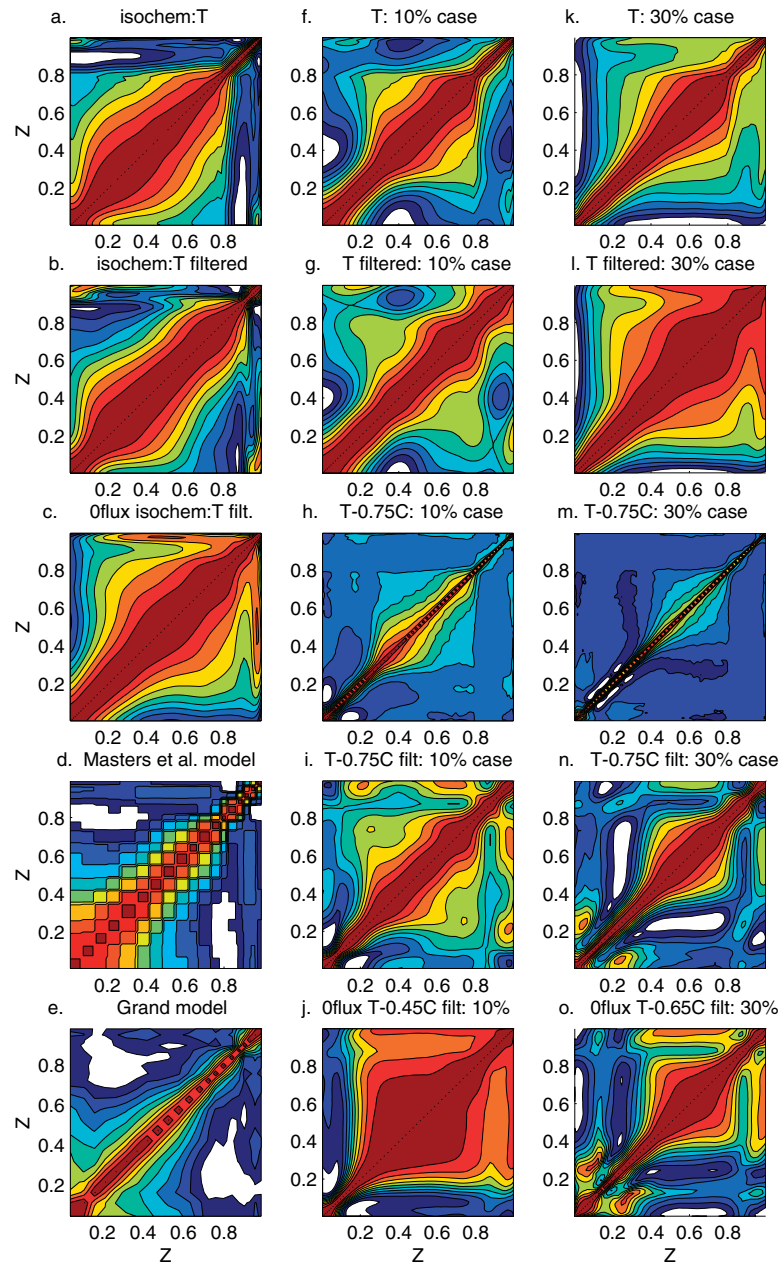 a. isochem:T
f. T: 10% case
k. T: 30% case
Z
0.8
0.6
0.4
0.2
0.2 0.4 0.6 0.8
0.2 0.4 0.6 0.8
0.2 0.4 0.6 0.8
b. isochem:T filtered
g. T filtered: 10% case
l. T filtered: 30% case
Z
0.8
0.6
0.4
0.2
0.2 0.4 0.6 0.8
0.2 0.4 0.6 0.8
0.2 0.4 0.6 0.8
c. 0flux isochem:T filt.
h. T-0.75C: 10% case
m. T-0.75C: 30% case
Z
0.8
0.6
0.4
0.2
0.2 0.4 0.6 0.8
0.2 0.4 0.6 0.8
0.2 0.4 0.6 0.8
d. Masters et al. model
i. T-0.75C filt: 10% case
n. T-0.75C filt: 30% case
Z
0.8
0.6
0.4
0.2
0.2 0.4 0.6 0.8
0.2 0.4 0.6 0.8
0.2 0.4 0.6 0.8
e. Grand model
j. 0flux T-0.45C filt: 10%
o. 0flux T-0.65C filt: 30%
Z
0.8
0.6
0.4
0.2
0.2 0.4 0.6 0.8
0.2 0.4 0.6 0.8
0.2 0.4 0.6 0.8
Z
Z
Z